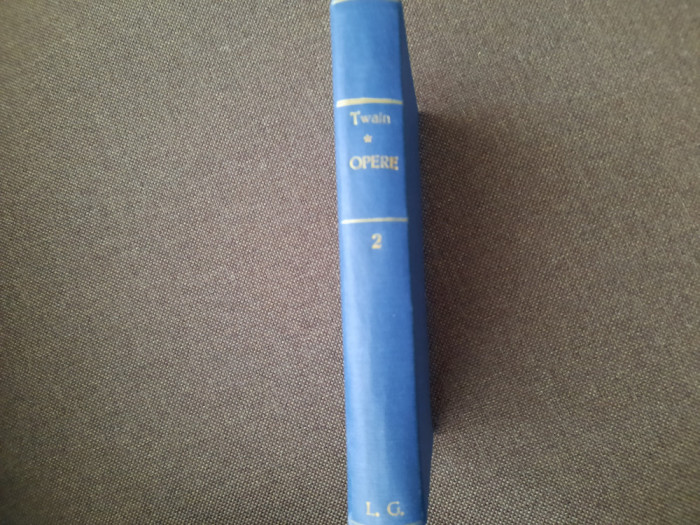 Twain
*
OPERE
2
L. G.